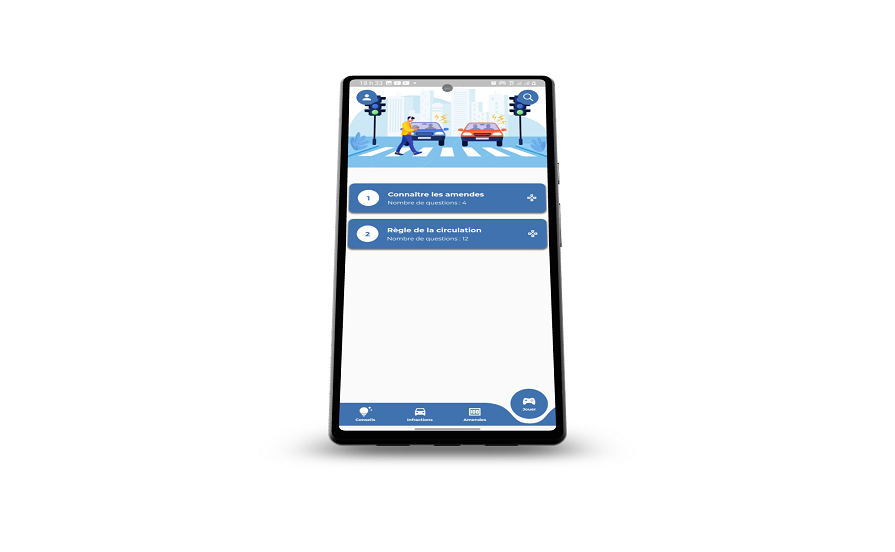 1
Connaître les amendes
Nombre de questions : 4
2
Règle de la circulation
Nombre de questions : 12
Conseils
Infractions
Amendes
Jouer